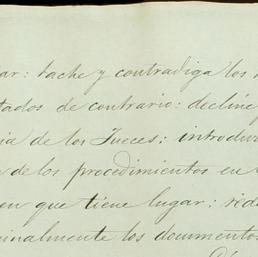 ar: tache y contradiga los
tados de contrario: decline
ia de los Jueces: introduz
de los procedimientos en
en que tiene lugar:
inalmente los documentos